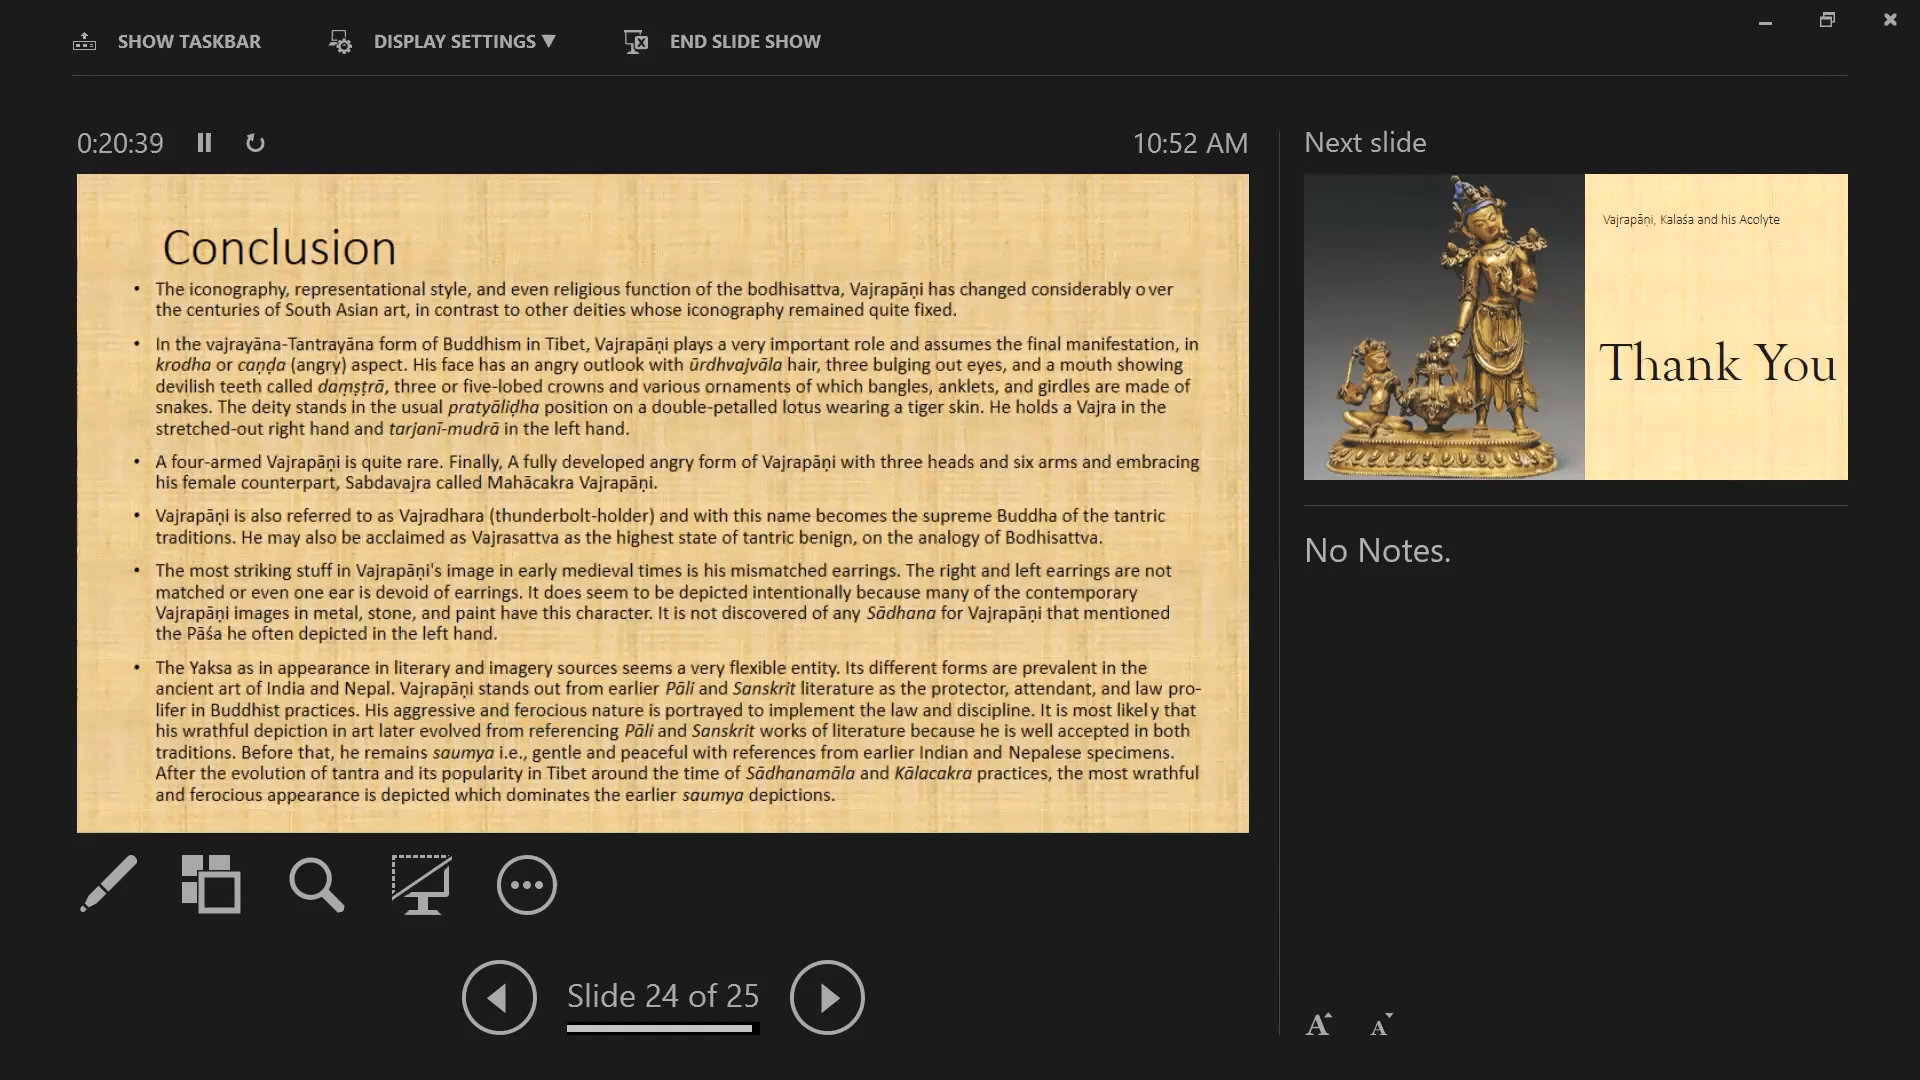 SHOW TASKBAR
DISPLAY SETTINGS ▼
END SLIDE SHOW
0:20:39
10:52 AM
Conclusion
• The iconography, representational style, and even religious function of the bodhisattva, Vajrapāṇi has changed considerably over
the centuries of South Asian art, in contrast to other deities whose iconography remained quite fixed.
• In the vajrayāna-Tantrayāna form of Buddhism in Tibet, Vajrapāṇi plays a very important role and assumes the final manifestation, in
krodha or caṇḍa (angry) aspect. His face has an angry outlook with ūrdhvajvāla hair, three bulging out eyes, and a mouth showing
devilish teeth called daṃṣṭrā, three or five-lobed crowns and various ornaments of which bangles, anklets, and girdles are made of
snakes. The deity stands in the usual pratyāliḍha position on a double-petalled lotus wearing a tiger skin. He holds a Vajra in the
stretched-out right hand and tarjanī-mudrā in the left hand.
• A four-armed Vajrapāṇi is quite rare. Finally, A fully developed angry form of Vajrapāṇi with three heads and six arms and embracing
his female counterpart, Sabdavajra called Mahācakra Vajrapāṇi.
• Vajrapāṇi is also referred to as Vajradhara (thunderbolt-holder) and with this name becomes the supreme Buddha of the tantric
traditions. He may also be acclaimed as Vajrasattva as the highest state of tantric benign, on the analogy of Bodhisattva.
• The most striking stuff in Vajrapāṇi's image in early medieval times is his mismatched earrings. The right and left earrings are not
matched or even one ear is devoid of earrings. It does seem to be depicted intentionally because many of the contemporary
Vajrapāṇi images in metal, stone, and paint have this character. It is not discovered of any Sādhana for Vajrapāṇi that mentioned
the Pāśa he often depicted in the left hand.
• The Yaksa as in appearance in literary and imagery sources seems a very flexible entity. Its different forms are prevalent in the
ancient art of India and Nepal. Vajrapāṇi stands out from earlier Pāli and Sanskrit literature as the protector, attendant, and law pro-
lifer in Buddhist practices. His aggressive and ferocious nature is portrayed to implement the law and discipline. It is most likely that
his wrathful depiction in art later evolved from referencing Pāli and Sanskrit works of literature because he is well accepted in both
traditions. Before that, he remains saumya i.e., gentle and peaceful with references from earlier Indian and Nepalese specimens.
After the evolution of tantra and its popularity in Tibet around the time of Sādhanamāla and Kālacakra practices, the most wrathful
and ferocious appearance is depicted which dominates the earlier saumya depictions.
Slide 24 of 25
Next slide
Vajrapāṇi, Kalaśa and his Acolyte
Thank You
No Notes.
A
A